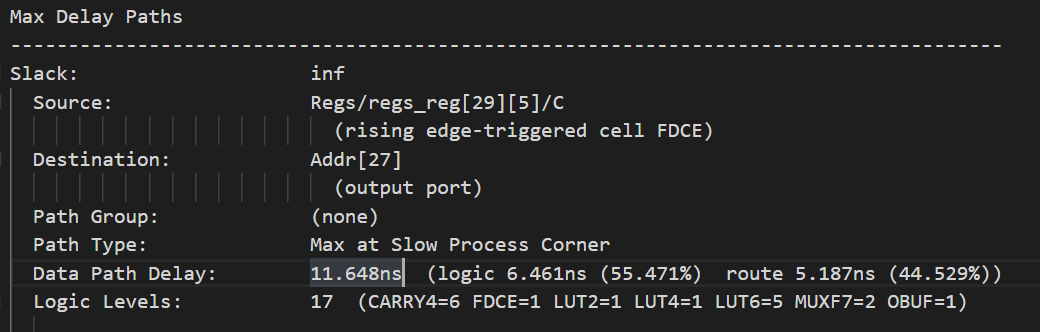 Max Delay Paths
--------------------------------------------------------------------------------------
Slack:                    inf
  Source:                 Regs/regs_reg[29][5]/C
                            (rising edge-triggered cell FDCE)
  Destination:            Addr[27]
                            (output port)
  Path Group:             (none)
  Path Type:              Max at Slow Process Corner
  Data Path Delay:        11.648ns  (logic 6.461ns (55.471%)  route 5.187ns (44.529%))
  Logic Levels:           17  (CARRY4=6 FDCE=1 LUT2=1 LUT4=1 LUT6=5 MUXF7=2 OBUF=1)